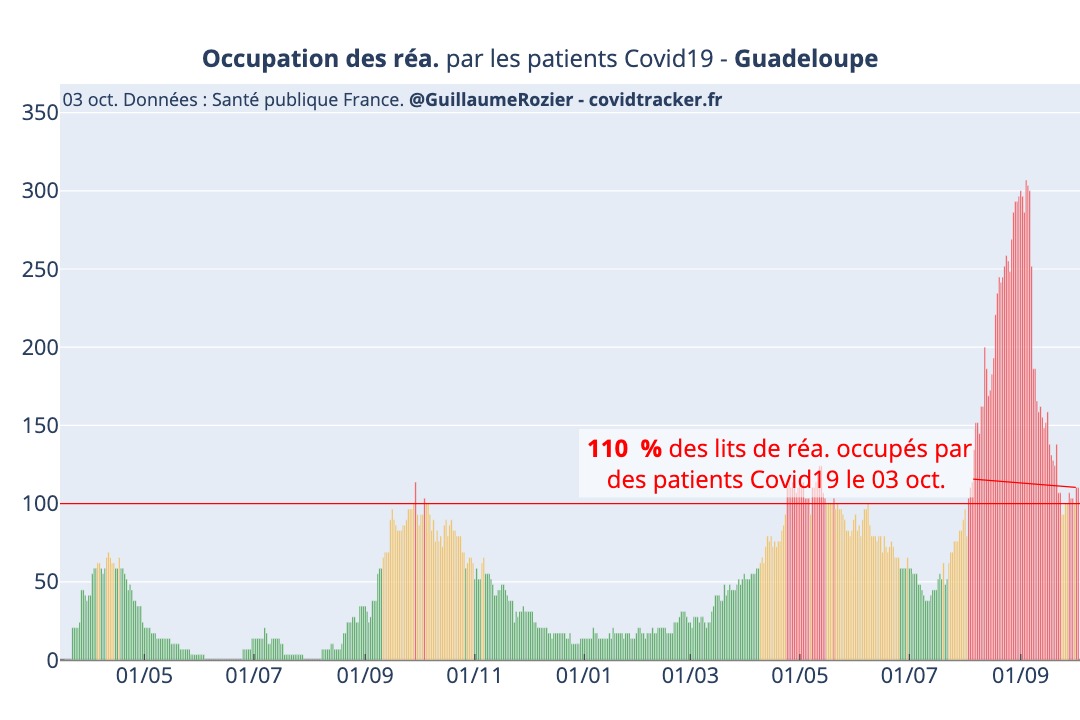 Occupation des réa. par les patients Covid19 - Guadeloupe
03 oct. Données : Santé publique France. @GuillaumeRozier - covidtracker.fr
350
300
250
200
150
110  % des lits de réa. occupés par
des patients Covid19 le 03 oct.
100
50
0
01/05 01/07 01/09 01/11 01/01 01/03 01/05 01/07 01/09